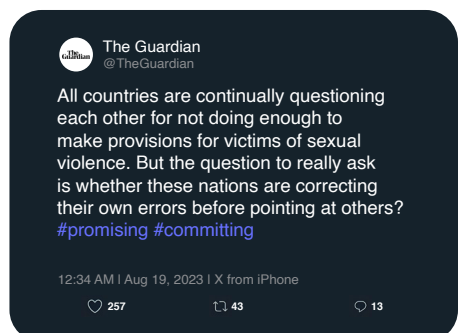 The Guardian
The Guardian
@TheGuardian
All countries are continually questioning
each other for not doing enough to
make provisions for victims of sexual
violence. But the question to really ask
is whether these nations are correcting
their own errors before pointing at others?
#promising #committing
12:34 AM | Aug 19, 2023 | X from iPhone
257 43 13